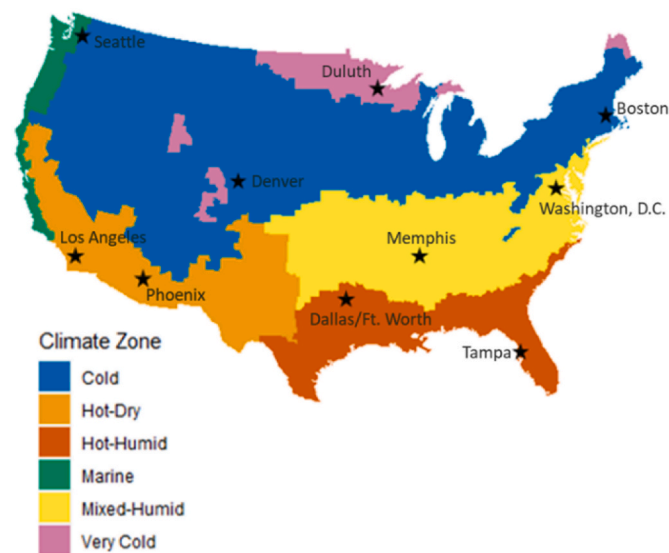 Seattle
Duluth
Boston
Denver
Washington, D.C.
Los Angeles
Memphis
Phoenix
Dallas/Ft. Worth
Tampa
Climate Zone
Cold
Hot-Dry
Hot-Humid
Marine
Mixed-Humid
Very Cold